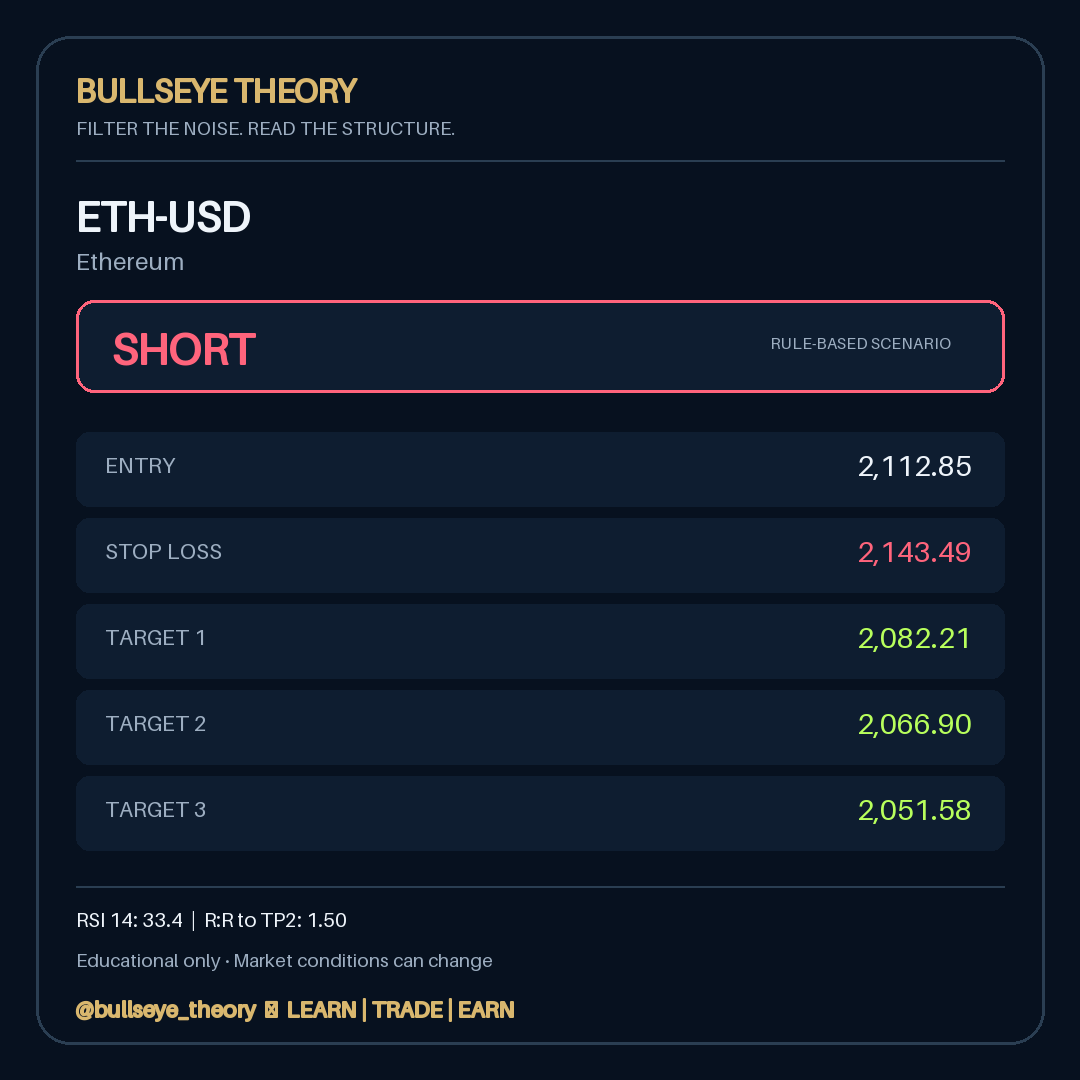 BULLSEYE THEORY
FILTER THE NOISE. READ THE STRUCTURE.
ETH-USD
Ethereum
SHORT RULE-BASED SCENARIO
ENTRY 2,112.85
STOP LOSS 2,143.49
TARGET 1 2,082.21
TARGET 2 2,066.90
TARGET 3 2,051.58
RSI 14: 33.4 | R:R to TP2: 1.50
Educational only · Market conditions can change
@bullseye_theory LEARN | TRADE | EARN